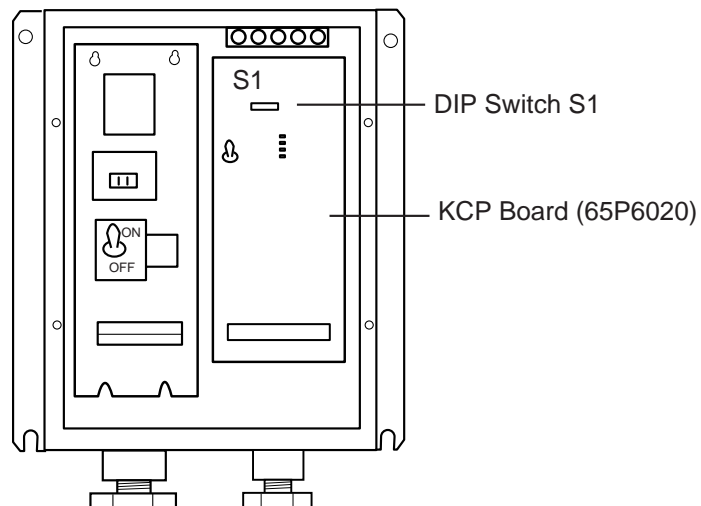 S1
DIP Switch S1
KCP Board (65P6020)
ON
OFF